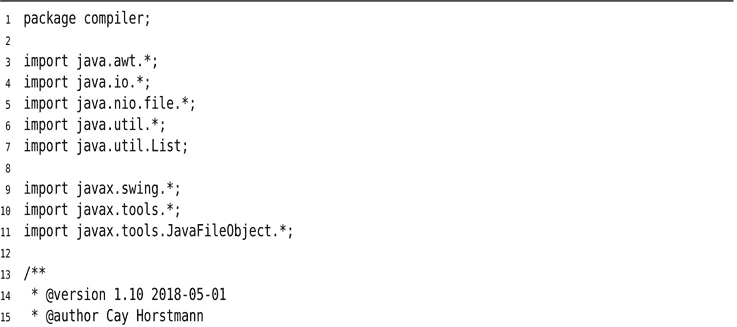 1 package compiler;
2
3 import java.awt.*;
4 import java.io.*;
5 import java.nio.file.*;
6 import java.util.*;
7 import java.util.List;
8
9 import javax.swing.*;
10 import javax.tools.*;
11 import javax.tools.JavaFileObject.*;
12
13 /**
14  * @version 1.10 2018-05-01
15  * @author Cay Horstmann